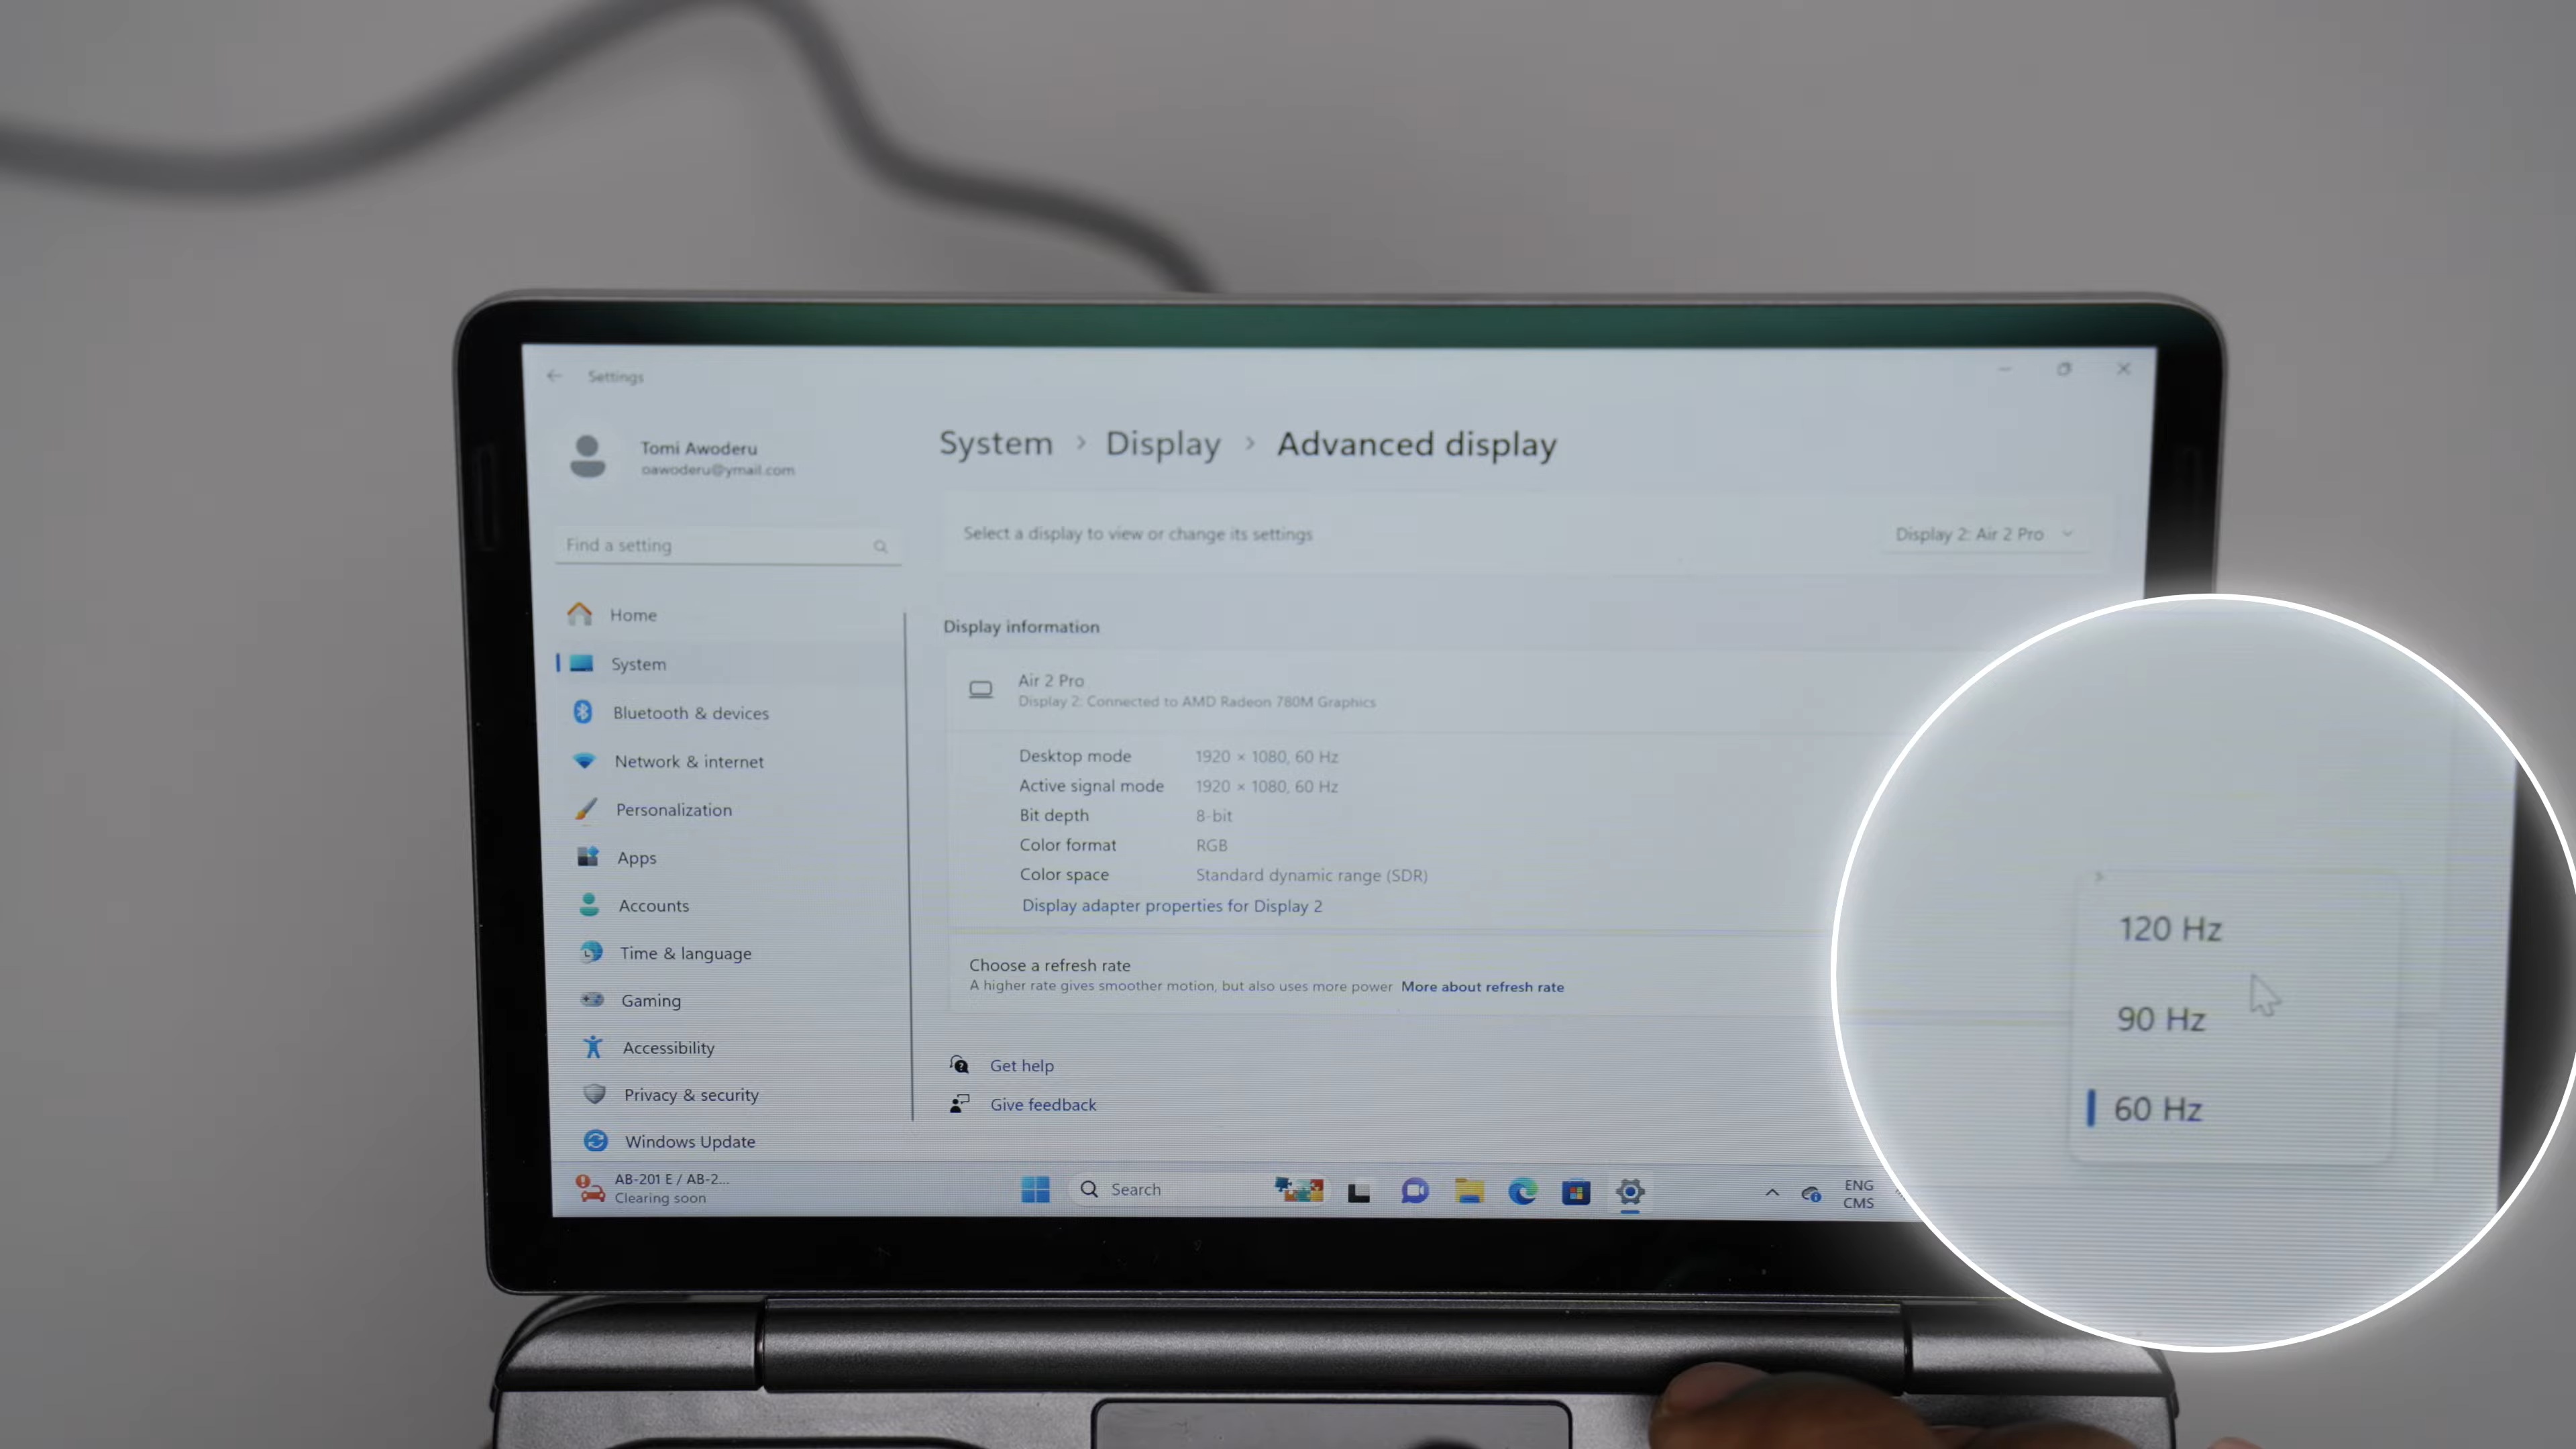 Settings
Tomi Awoderu
oawoderu@ymail.com
Find a setting
Home
System
Bluetooth & devices
Network & internet
Personalization
Apps
Accounts
Time & language
Gaming
Accessibility
Privacy & security
Windows Update
System > Display > Advanced display
Select a display to view or change its settings
Display 2: Air 2 Pro
Display information
Air 2 Pro
Display 2: Connected to AMD Radeon 780M Graphics
Desktop mode 1920 × 1080, 60 Hz
Active signal mode 1920 × 1080, 60 Hz
Bit depth 8-bit
Color format RGB
Color space Standard dynamic range (SDR)
Display adapter properties for Display 2
Choose a refresh rate
A higher rate gives smoother motion, but also uses more power More about refresh rate
120 Hz
90 Hz
60 Hz
Get help
Give feedback
AB-201 E / AB-2...
Clearing soon
Search
ENG
CMS